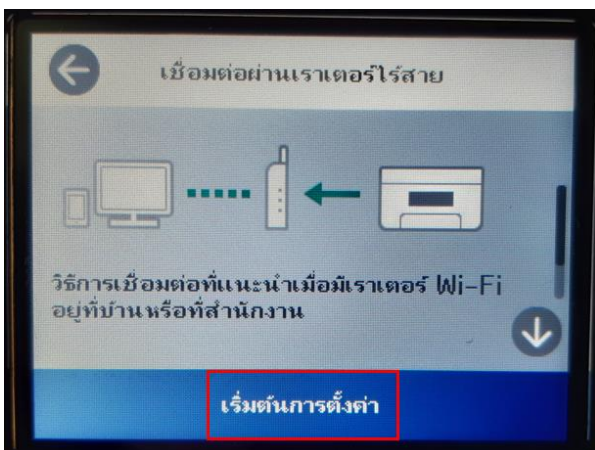 เชื่อมต่อผ่านเราเตอร์ไร้สาย
วิธีการเชื่อมต่อที่แนะนำเมื่อมีเราเตอร์ Wi-Fi
อยู่ที่บ้านหรือที่สำนักงาน
เริ่มต้นการตั้งค่า